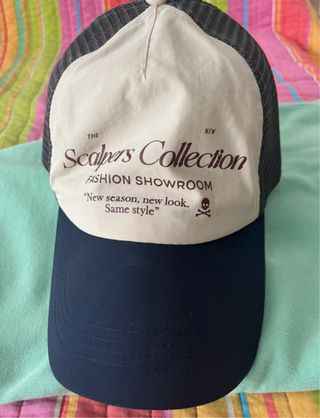 THE NEW
Scalpers Collection
FASHION SHOWROOM
"New season, new look.
Same style"